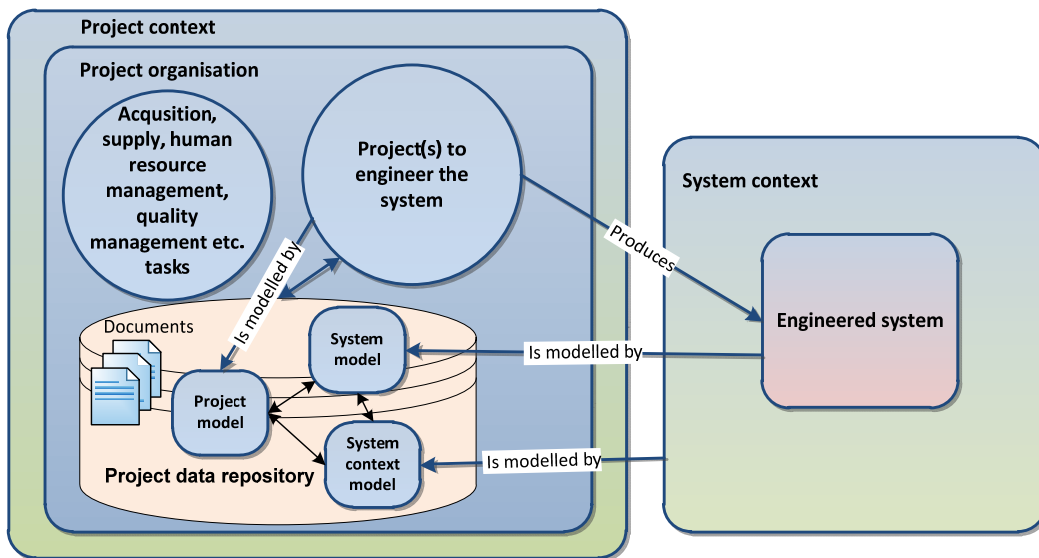 Project context
Project organisation
Acqusition,
supply, human
resource
management,
quality
management etc.
tasks
Project(s) to
engineer the
system
System context
Produces
Engineered system
Is modelled by
Is modelled by
Is modelled by
Documents
System
model
Project
model
System
context
model
Project data repository